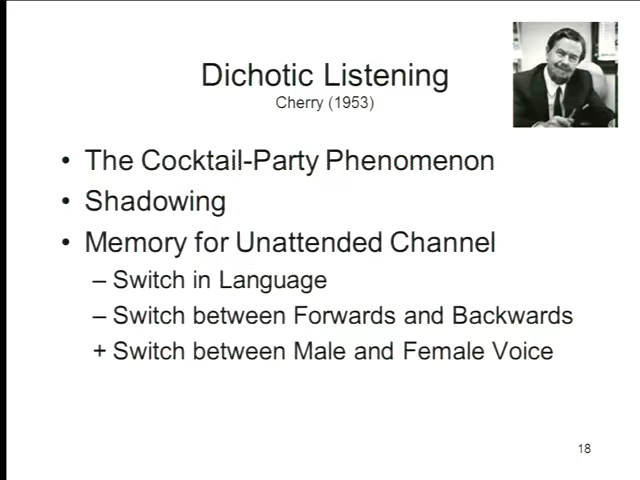 Dichotic Listening
Cherry (1953)
• The Cocktail-Party Phenomenon
• Shadowing
• Memory for Unattended Channel
– Switch in Language
– Switch between Forwards and Backwards
+ Switch between Male and Female Voice
18